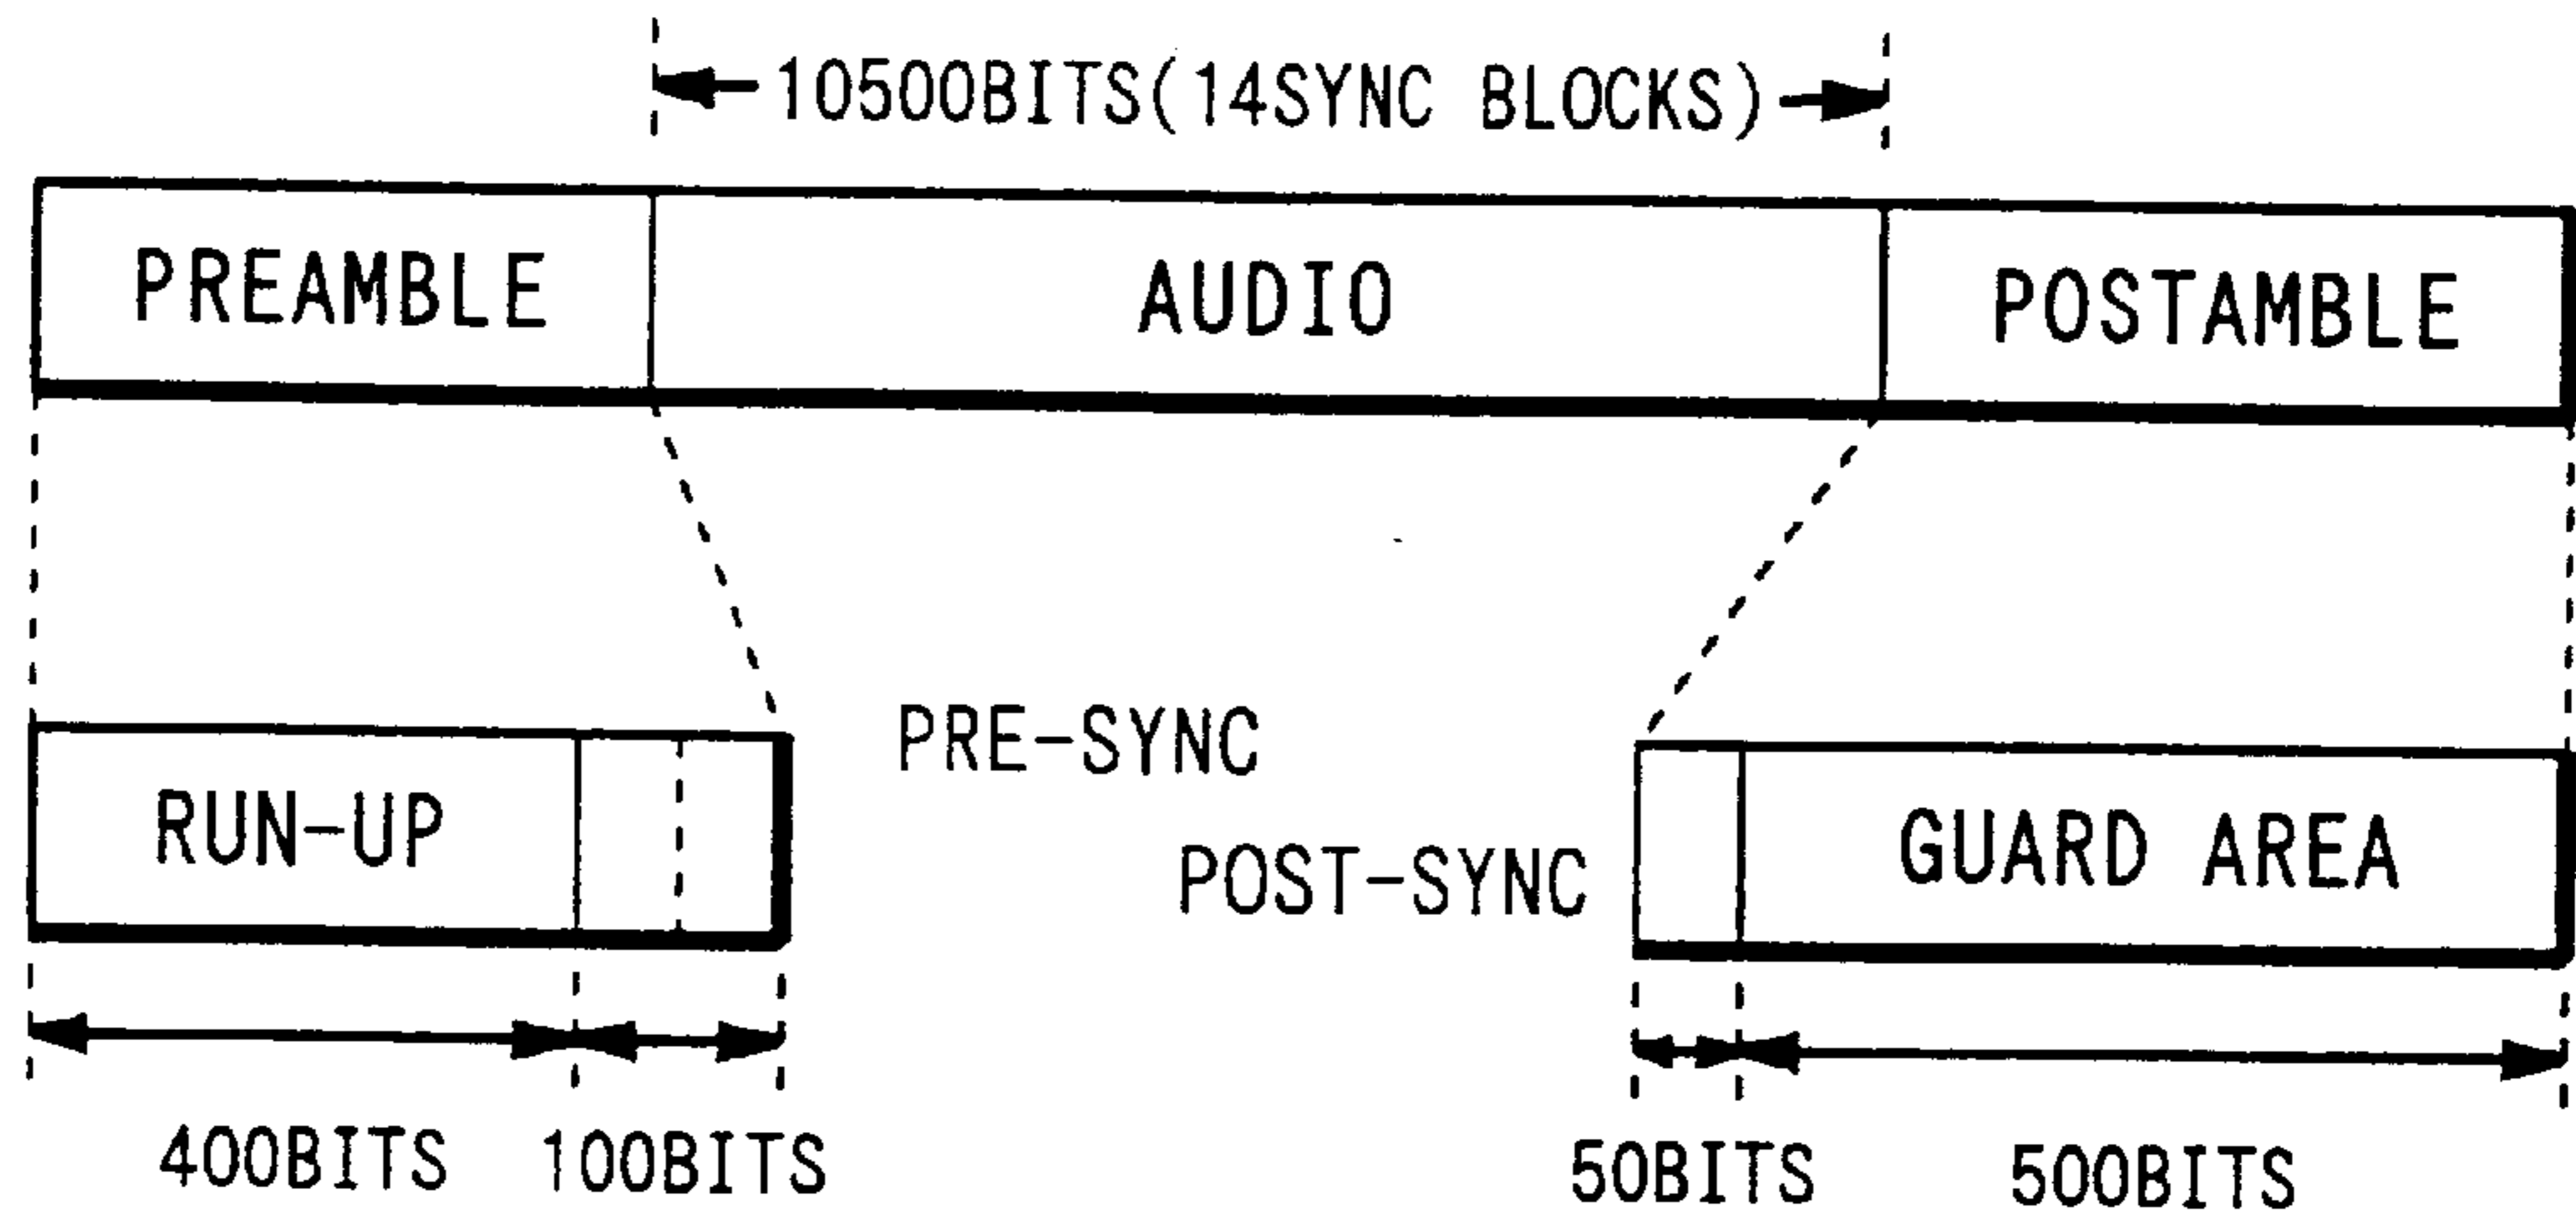 10500BITS(14SYNC BLOCKS)
PREAMBLE AUDIO POSTAMBLE
PRE-SYNC
RUN-UP POST-SYNC GUARD AREA
400BITS 100BITS 50BITS 500BITS